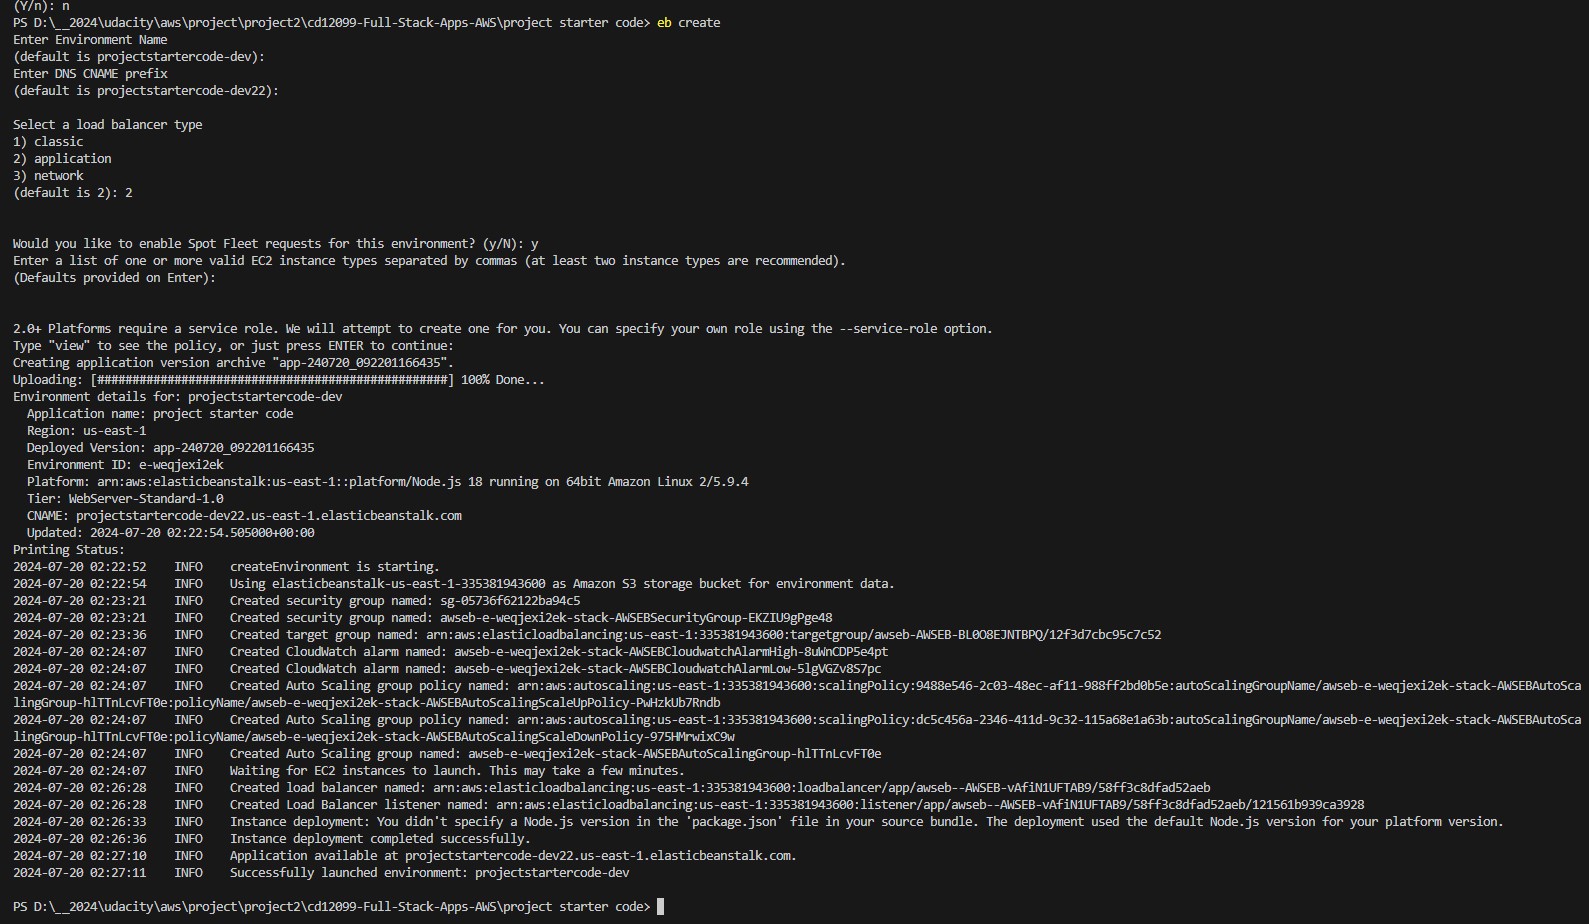 (Y/n): n
PS D:\__2024\udacity\aws\project\project2\cd12099-Full-Stack-Apps-AWS\project starter code> eb create
Enter Environment Name
(default is projectstartercode-dev):
Enter DNS CNAME prefix
(default is projectstartercode-dev22):
Select a load balancer type
1) classic
2) application
3) network
(default is 2): 2
Would you like to enable Spot Fleet requests for this environment? (y/N): y
Enter a list of one or more valid EC2 instance types separated by commas (at least two instance types are recommended).
(Defaults provided on Enter):
2.0+ Platforms require a service role. We will attempt to create one for you. You can specify your own role using the --service-role option.
Type "view" to see the policy, or just press ENTER to continue:
Creating application version archive "app-240720_092201166435".
Uploading: [##################################################] 100% Done...
Environment details for: projectstartercode-dev
  Application name: project starter code
  Region: us-east-1
  Deployed Version: app-240720_092201166435
  Environment ID: e-weqjexi2ek
  Platform: arn:aws:elasticbeanstalk:us-east-1::platform/Node.js 18 running on 64bit Amazon Linux 2/5.9.4
  Tier: WebServer-Standard-1.0
  CNAME: projectstartercode-dev22.us-east-1.elasticbeanstalk.com
  Updated: 2024-07-20 02:22:54.505000+00:00
Printing Status:
2024-07-20 02:22:52    INFO    createEnvironment is starting.
2024-07-20 02:22:54    INFO    Using elasticbeanstalk-us-east-1-335381943600 as Amazon S3 storage bucket for environment data.
2024-07-20 02:23:21    INFO    Created security group named: sg-05736f62122ba94c5
2024-07-20 02:23:21    INFO    Created security group named: awseb-e-weqjexi2ek-stack-AWSEBSecurityGroup-EKZIU9gPge48
2024-07-20 02:23:36    INFO    Created target group named: arn:aws:elasticloadbalancing:us-east-1:335381943600:targetgroup/awseb-AWSEB-BL0O8EJNTBPQ/12f3d7cbc95c7c52
2024-07-20 02:24:07    INFO    Created CloudWatch alarm named: awseb-e-weqjexi2ek-stack-AWSEBCloudwatchAlarmHigh-8uWnCDP5e4pt
2024-07-20 02:24:07    INFO    Created CloudWatch alarm named: awseb-e-weqjexi2ek-stack-AWSEBCloudwatchAlarmLow-5lgVGZv8S7pc
2024-07-20 02:24:07    INFO    Created Auto Scaling group policy named: arn:aws:autoscaling:us-east-1:335381943600:scalingPolicy:9488e546-2c03-48ec-af11-988ff2bd0b5e:autoScalingGroupName/awseb-e-weqjexi2ek-stack-AWSEBAutoSca
lingGroup-hlTTnLcvFT0e:policyName/awseb-e-weqjexi2ek-stack-AWSEBAutoScalingScaleUpPolicy-PwHzkUb7Rndb
2024-07-20 02:24:07    INFO    Created Auto Scaling group policy named: arn:aws:autoscaling:us-east-1:335381943600:scalingPolicy:dc5c456a-2346-411d-9c32-115a68e1a63b:autoScalingGroupName/awseb-e-weqjexi2ek-stack-AWSEBAutoSca
lingGroup-hlTTnLcvFT0e:policyName/awseb-e-weqjexi2ek-stack-AWSEBAutoScalingScaleDownPolicy-975HMrwixC9w
2024-07-20 02:24:07    INFO    Created Auto Scaling group named: awseb-e-weqjexi2ek-stack-AWSEBAutoScalingGroup-hlTTnLcvFT0e
2024-07-20 02:24:07    INFO    Waiting for EC2 instances to launch. This may take a few minutes.
2024-07-20 02:26:28    INFO    Created load balancer named: arn:aws:elasticloadbalancing:us-east-1:335381943600:loadbalancer/app/awseb--AWSEB-vAfiN1UFTAB9/58ff3c8dfad52aeb
2024-07-20 02:26:28    INFO    Created Load Balancer listener named: arn:aws:elasticloadbalancing:us-east-1:335381943600:listener/app/awseb--AWSEB-vAfiN1UFTAB9/58ff3c8dfad52aeb/121561b939ca3928
2024-07-20 02:26:33    INFO    Instance deployment: You didn't specify a Node.js version in the 'package.json' file in your source bundle. The deployment used the default Node.js version for your platform version.
2024-07-20 02:26:36    INFO    Instance deployment completed successfully.
2024-07-20 02:27:10    INFO    Application available at projectstartercode-dev22.us-east-1.elasticbeanstalk.com.
2024-07-20 02:27:11    INFO    Successfully launched environment: projectstartercode-dev
PS D:\__2024\udacity\aws\project\project2\cd12099-Full-Stack-Apps-AWS\project starter code>